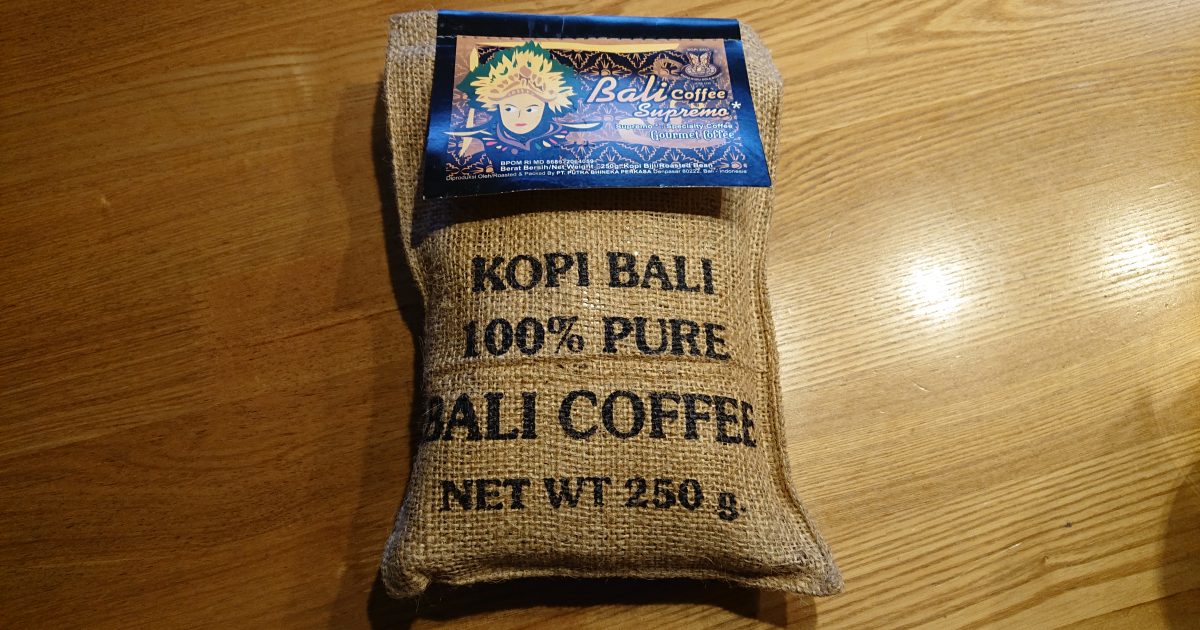 KOPI BALI
Bali Coffee
Supremo*
Supremo* Specialty Coffee
Gourmet Coffee
BPOM RI MD
Berat Bersih/Net Weight : 250g. Kopi Biji/Roasted Bean
Diproduksi Oleh/Roasted & Packed By PT. PUTRA BHINEKA PERKASA Denpasar 80222, Bali - Indonesia
KOPI BALI
100% PURE
BALI COFFEE
NET WT 250 g.